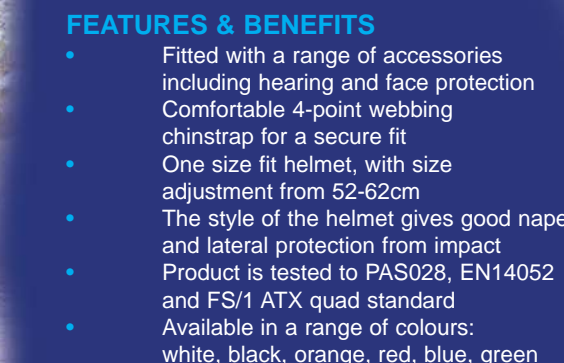 FEATURES & BENEFITS
• Fitted with a range of accessories
including hearing and face protection
• Comfortable 4-point webbing
chinstrap for a secure fit
• One size fit helmet, with size
adjustment from 52-62cm
• The style of the helmet gives good nape
and lateral protection from impact
• Product is tested to PAS028, EN14052
and FS/1 ATX quad standard
• Available in a range of colours:
white, black, orange, red, blue, green